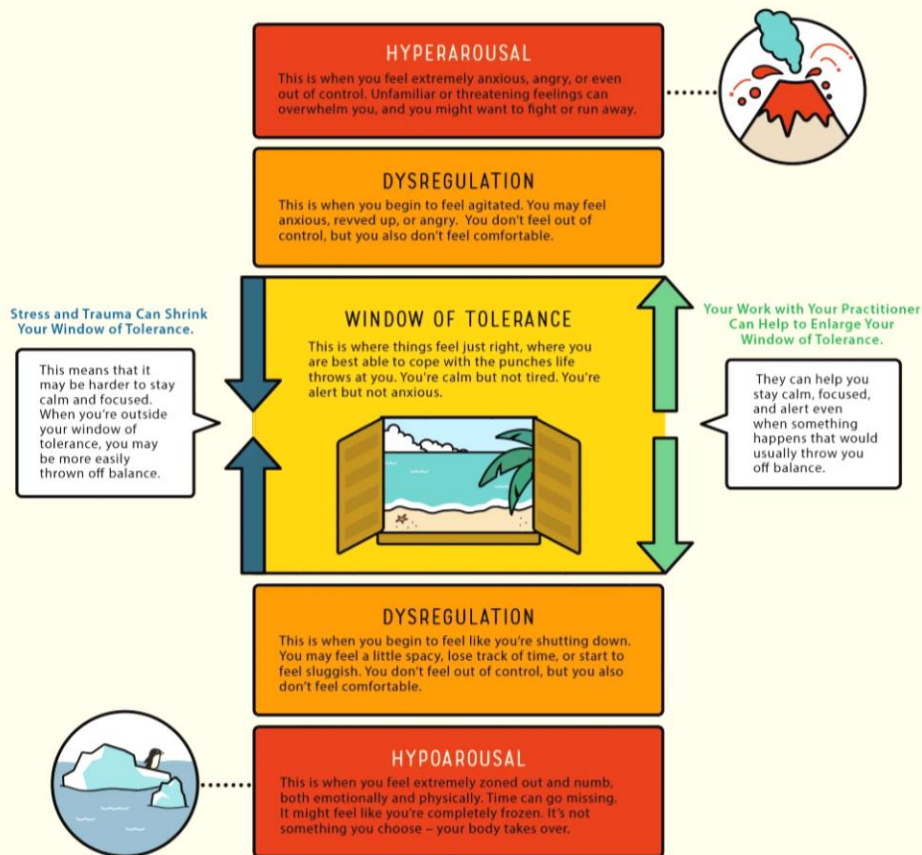 HYPERAROUSAL
This is when you feel extremely anxious, angry, or even
out of control. Unfamiliar or threatening feelings can
overwhelm you, and you might want to fight or run away.
DYSREGULATION
This is when you begin to feel agitated. You may feel
anxious, revved up, or angry. You don't feel out of
control, but you also don't feel comfortable.
Stress and Trauma Can Shrink
Your Window of Tolerance.
This means that it
may be harder to stay
calm and focused.
When you're outside
your window of
tolerance, you may
be more easily
thrown off balance.
WINDOW OF TOLERANCE
This is where things feel just right, where you
are best able to cope with the punches life
throws at you. You're calm but not tired. You're
alert but not anxious.
Your Work with Your Practitioner
Can Help to Enlarge Your
Window of Tolerance.
They can help you
stay calm, focused,
and alert even
when something
happens that would
usually throw you
off balance.
DYSREGULATION
This is when you begin to feel like you're shutting down.
You may feel a little spacy, lose track of time, or start to
feel sluggish. You don't feel out of control, but you also
don't feel comfortable.
HYPOAROUSAL
This is when you feel extremely zoned out and numb,
both emotionally and physically. Time can go missing.
It might feel like you're completely frozen. It's not
something you choose – your body takes over.